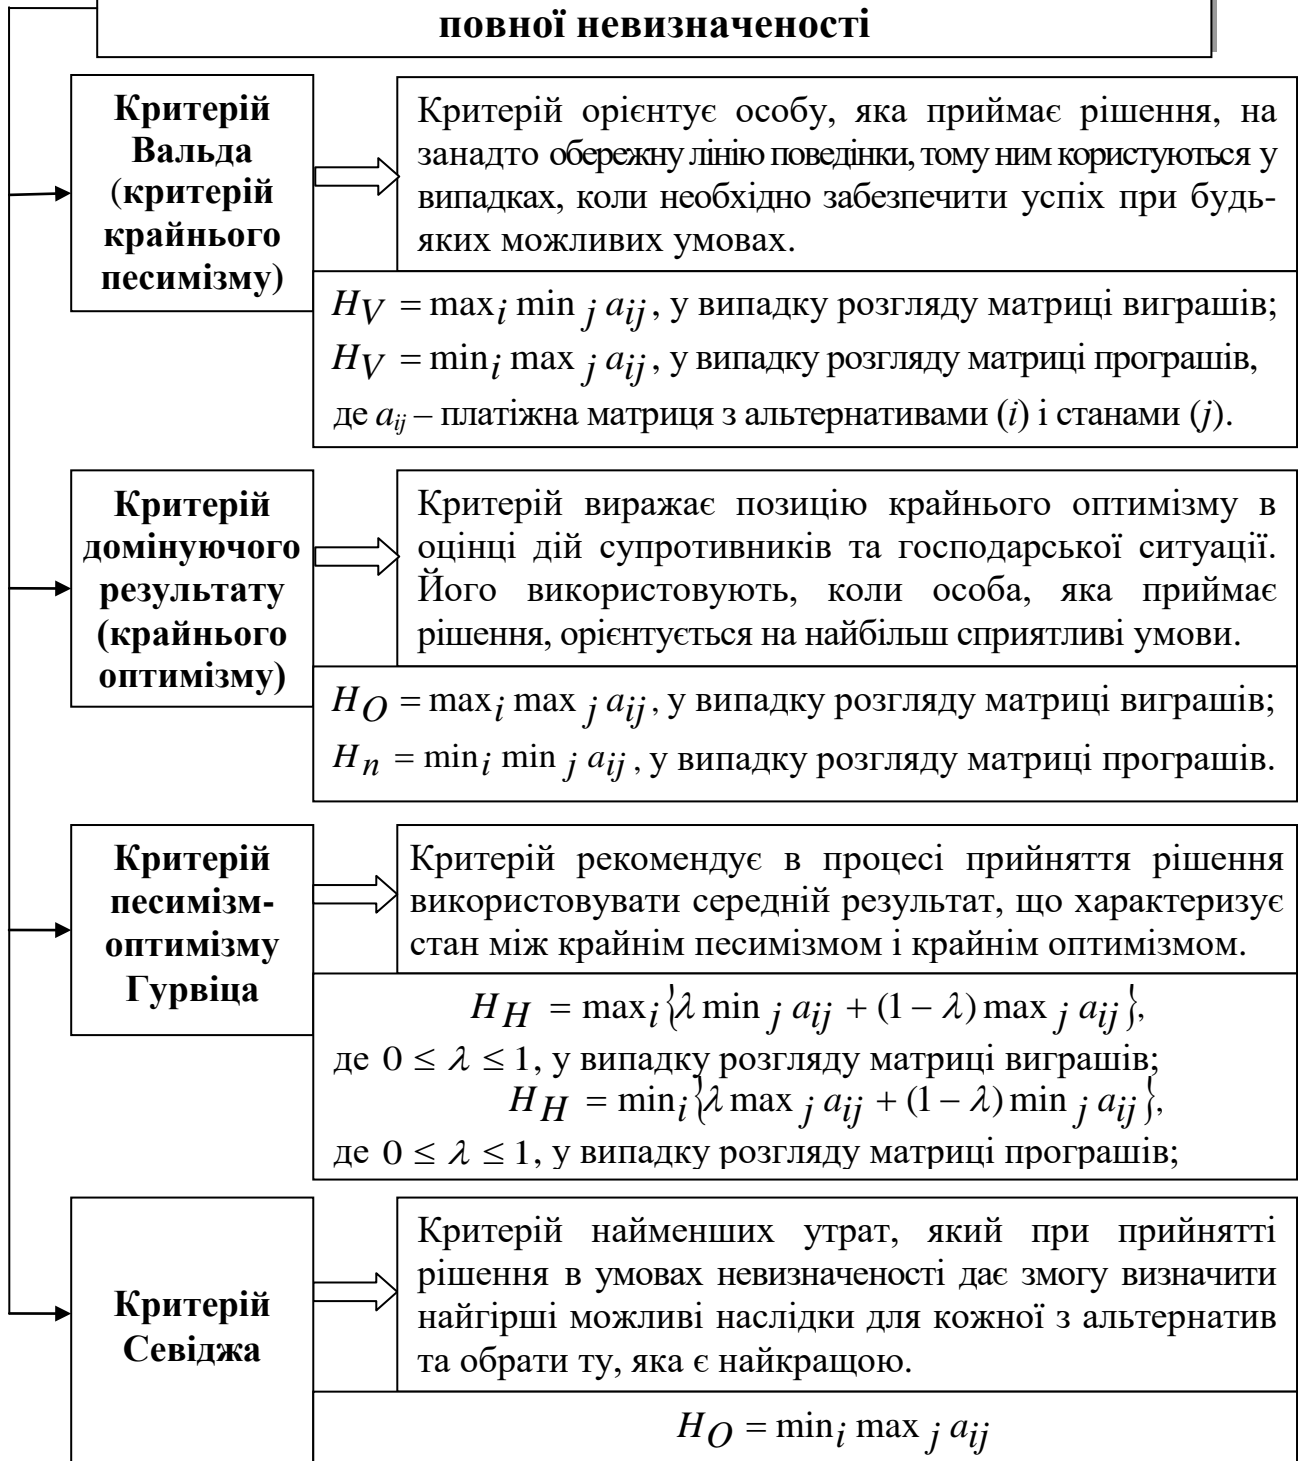 повної невизначеності
Критерій
Вальда
(критерій
крайнього
песимізму)
Критерій орієнтує особу, яка приймає рішення, на
занадто обережну лінію поведінки, тому ним користуються у
випадках, коли необхідно забезпечити успіх при будь-
яких можливих умовах.
H_V = max_i min_j a_ij, у випадку розгляду матриці виграшів;
H_V = min_i max_j a_ij, у випадку розгляду матриці програшів,
де a_ij – платіжна матриця з альтернативами (i) і станами (j).
Критерій
домінуючого
результату
(крайнього
оптимізму)
Критерій виражає позицію крайнього оптимізму в
оцінці дій супротивників та господарської ситуації.
Його використовують, коли особа, яка приймає
рішення, орієнтується на найбільш сприятливі умови.
H_O = max_i max_j a_ij, у випадку розгляду матриці виграшів;
H_n = min_i min_j a_ij, у випадку розгляду матриці програшів.
Критерій
песимізм-
оптимізму
Гурвіца
Критерій рекомендує в процесі прийняття рішення
використовувати середній результат, що характеризує
стан між крайнім песимізмом і крайнім оптимізмом.
H_H = max_i {λ min_j a_ij + (1 − λ) max_j a_ij},
де 0 ≤ λ ≤ 1, у випадку розгляду матриці виграшів;
H_H = min_i {λ max_j a_ij + (1 − λ) min_j a_ij},
де 0 ≤ λ ≤ 1, у випадку розгляду матриці програшів;
Критерій
Севіджа
Критерій найменших утрат, який при прийнятті
рішення в умовах невизначеності дає змогу визначити
найгірші можливі наслідки для кожної з альтернатив
та обрати ту, яка є найкращою.
H_O = min_i max_j a_ij